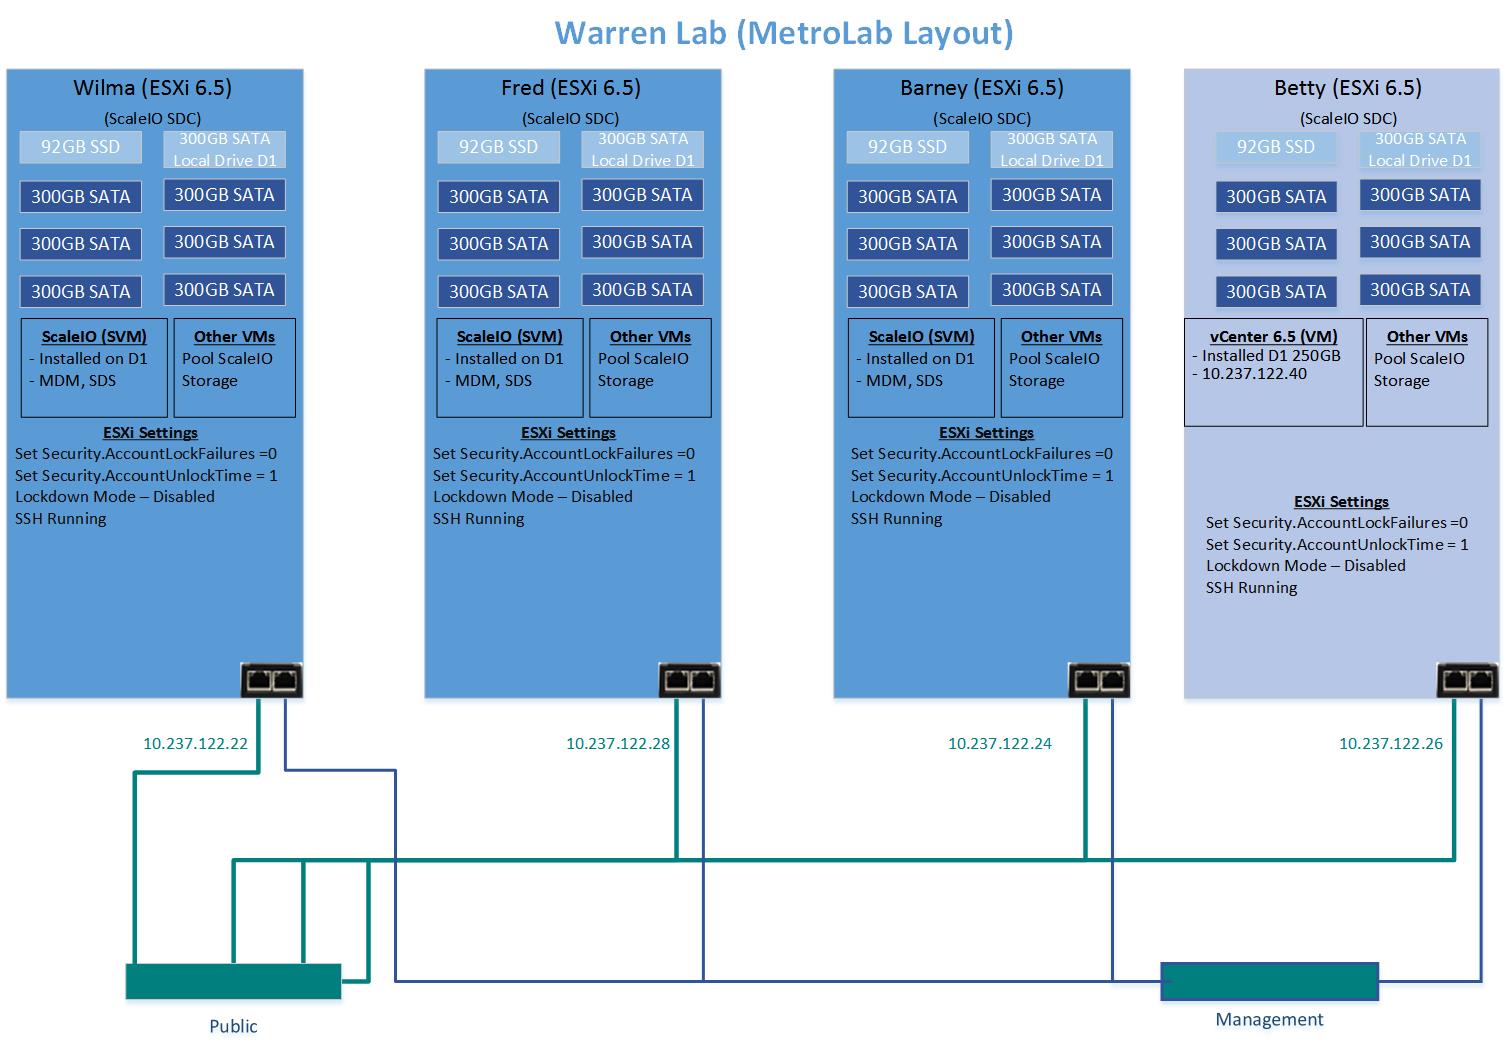 Warren Lab (MetroLab Layout)
Wilma (ESXi 6.5)
(ScaleIO SDC)
92GB SSD
300GB SATA
Local Drive D1
300GB SATA
300GB SATA
300GB SATA
300GB SATA
300GB SATA
300GB SATA
ScaleIO (SVM)
- Installed on D1
- MDM, SDS
Other VMs
Pool ScaleIO
Storage
ESXi Settings
Set Security.AccountLockFailures =0
Set Security.AccountUnlockTime = 1
Lockdown Mode – Disabled
SSH Running
10.237.122.22
Fred (ESXi 6.5)
(ScaleIO SDC)
92GB SSD
300GB SATA
Local Drive D1
300GB SATA
300GB SATA
300GB SATA
300GB SATA
300GB SATA
300GB SATA
ScaleIO (SVM)
- Installed on D1
- MDM, SDS
Other VMs
Pool ScaleIO
Storage
ESXi Settings
Set Security.AccountLockFailures =0
Set Security.AccountUnlockTime = 1
Lockdown Mode – Disabled
SSH Running
10.237.122.28
Barney (ESXi 6.5)
(ScaleIO SDC)
92GB SSD
300GB SATA
Local Drive D1
300GB SATA
300GB SATA
300GB SATA
300GB SATA
300GB SATA
300GB SATA
ScaleIO (SVM)
- Installed on D1
- MDM, SDS
Other VMs
Pool ScaleIO
Storage
ESXi Settings
Set Security.AccountLockFailures =0
Set Security.AccountUnlockTime = 1
Lockdown Mode – Disabled
SSH Running
10.237.122.24
Betty (ESXi 6.5)
(ScaleIO SDC)
92GB SSD
300GB SATA
Local Drive D1
300GB SATA
300GB SATA
300GB SATA
300GB SATA
300GB SATA
300GB SATA
vCenter 6.5 (VM)
- Installed D1 250GB
- 10.237.122.40
Other VMs
Pool ScaleIO
Storage
ESXi Settings
Set Security.AccountLockFailures =0
Set Security.AccountUnlockTime = 1
Lockdown Mode – Disabled
SSH Running
10.237.122.26
Public
Management